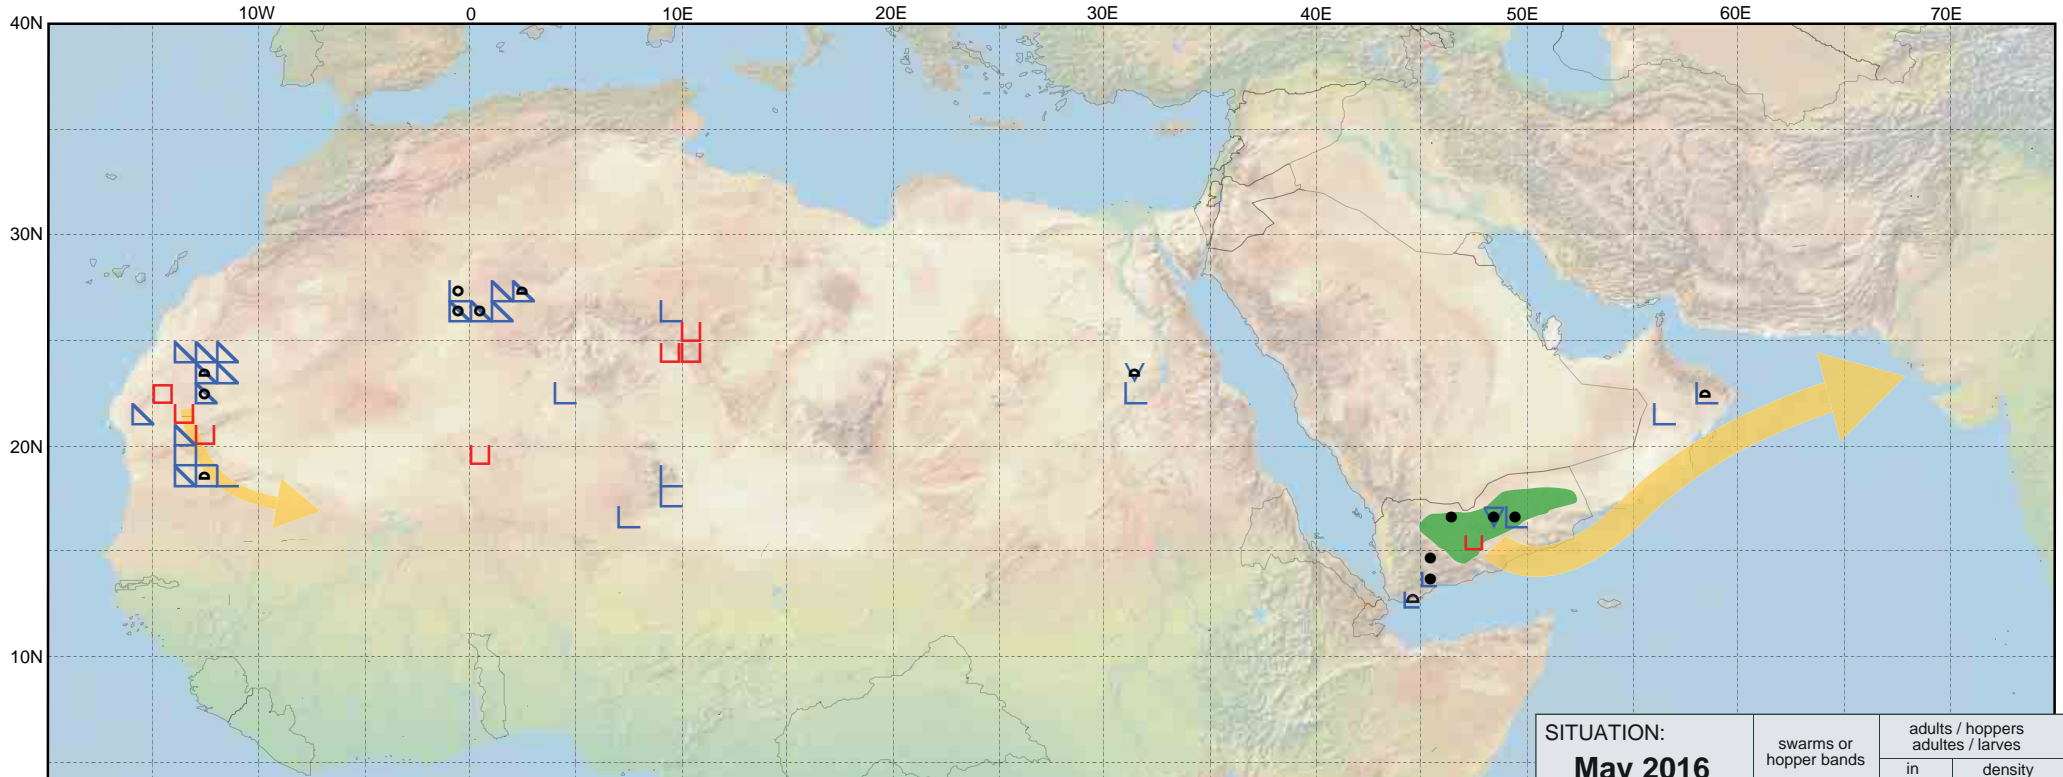 40N
10W 0 10E 20E 30E 40E 50E 60E 70E
30N
20N
10N
SITUATION:
May 2016
swarms or
hopper bands
adults / hoppers
adultes / larves
in
density